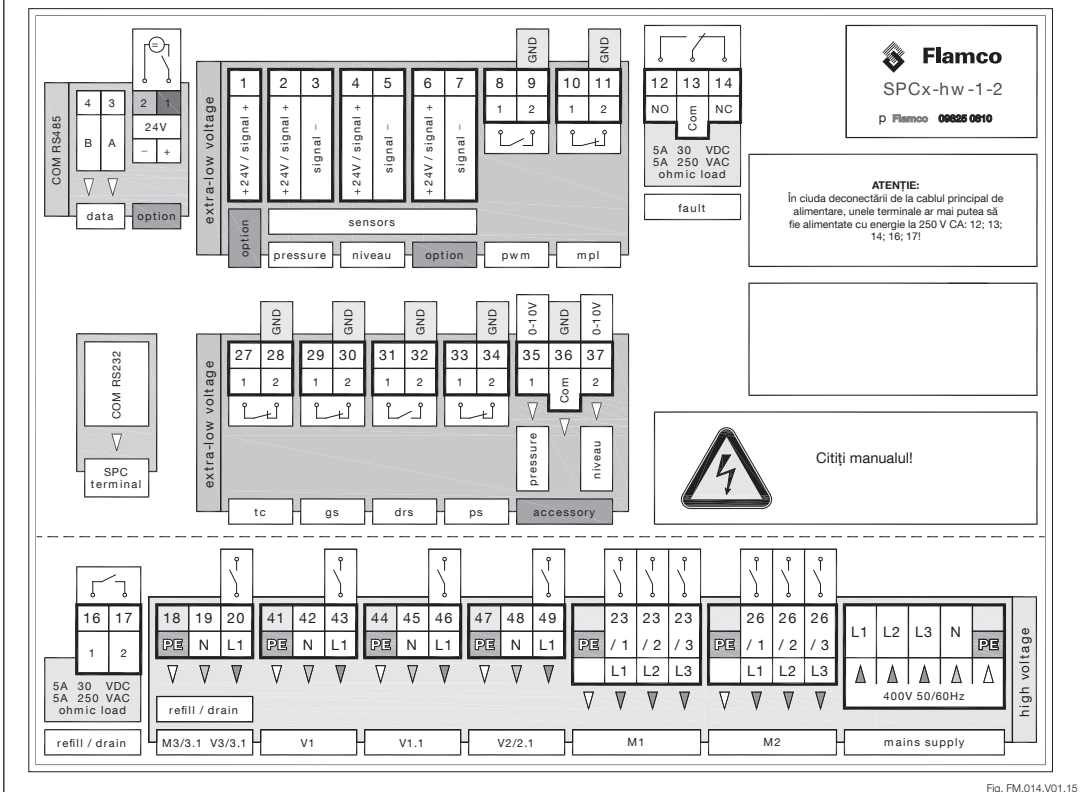 COM RS485
4 3 2 1
B A
24V
– +
data
option
extra-low voltage
1 2 3 4 5 6 7 8 9 10 11
GND
GND
1 2 1 2
+24V / signal +
+24V / signal +
signal –
+24V / signal +
signal –
+24V / signal +
signal –
option
sensors
pressure
niveau
option
pwm
mpl
12 13 14
NO Com NC
5A 30 VDC
5A 250 VAC
ohmic load
fault
Flamco
SPCx-hw-1-2
p Flamco 09825 0810
ATENȚIE:
În ciuda deconectării de la cablul principal de
alimentare, unele terminale ar mai putea să
fie alimentate cu energie la 250 V CA: 12; 13;
14; 16; 17!
COM RS232
SPC
terminal
extra-low voltage
GND GND GND GND 0-10V GND 0-10V
27 28 29 30 31 32 33 34 35 36 37
1 2 1 2 1 2 1 2 1 Com 2
pressure
niveau
tc
gs
drs
ps
accessory
Citiți manualul!
16 17
1 2
5A 30 VDC
5A 250 VAC
ohmic load
refill / drain
18 19 20
PE N L1
refill / drain
M3/3.1 V3/3.1
41 42 43
PE N L1
V1
44 45 46
PE N L1
V1.1
47 48 49
PE N L1
V2/2.1
23 23 23
PE / 1 / 2 / 3
L1 L2 L3
M1
26 26 26
PE / 1 / 2 / 3
L1 L2 L3
M2
L1 L2 L3 N PE
400V 50/60Hz
mains supply
high voltage
Fig. FM.014.V01.15